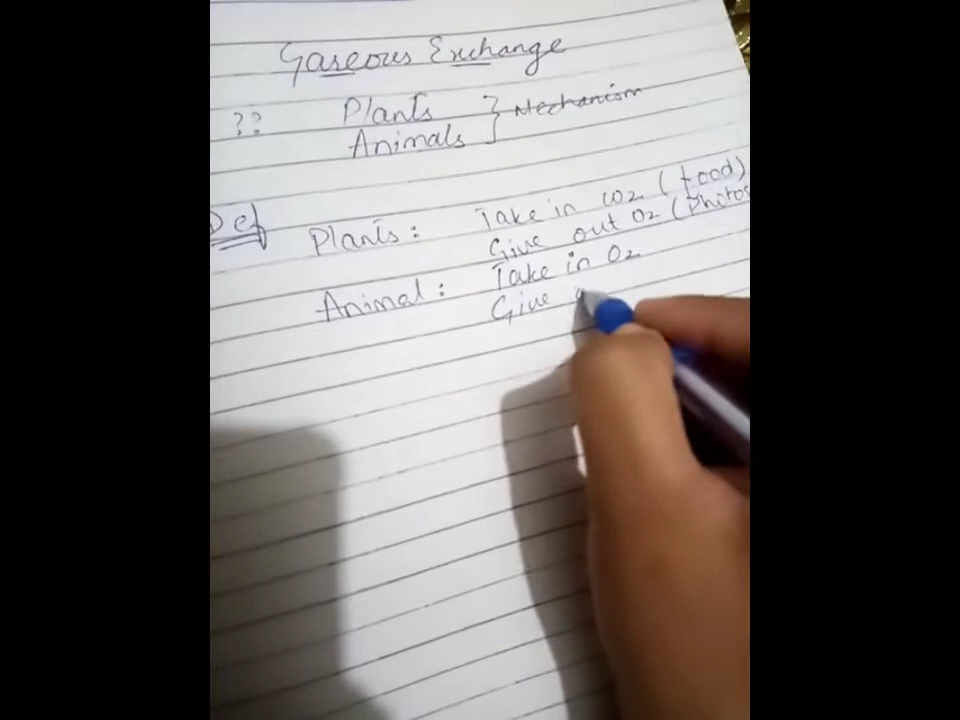 Gaseous Exchange
?? Plants } Mechanism
Animals
Def Plants: Take in CO2 (food)
Give out O2 (Photos
Animal: Take in O2
Give